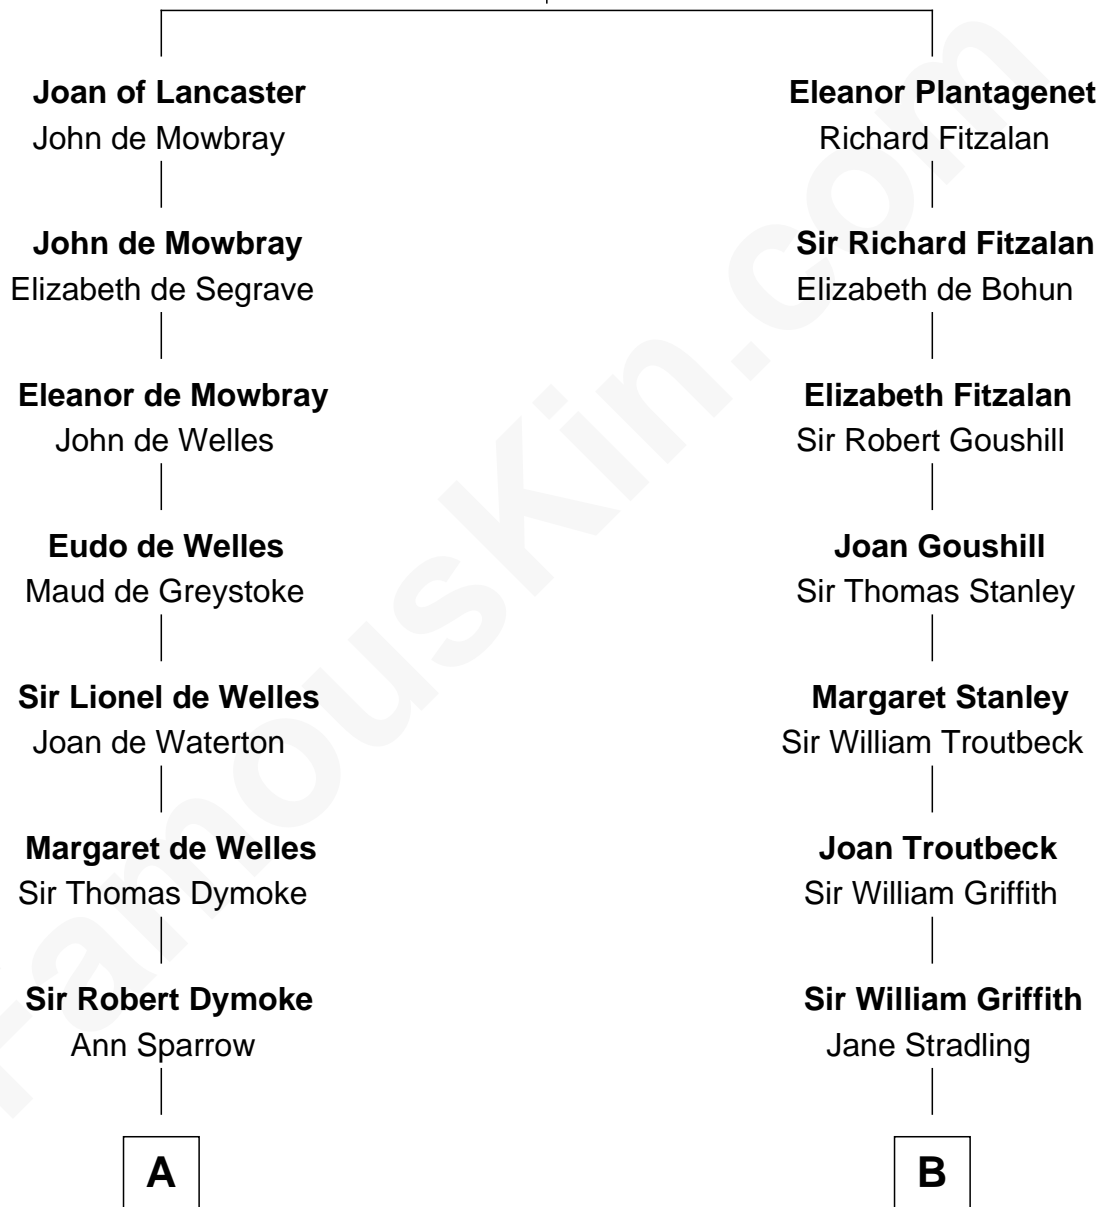 Joan of Lancaster
John de Mowbray
John de Mowbray
Elizabeth de Segrave
Eleanor de Mowbray
John de Welles
Eudo de Welles
Maud de Greystoke
Sir Lionel de Welles
Joan de Waterton
Margaret de Welles
Sir Thomas Dymoke
Sir Robert Dymoke
Ann Sparrow
A
Eleanor Plantagenet
Richard Fitzalan
Sir Richard Fitzalan
Elizabeth de Bohun
Elizabeth Fitzalan
Sir Robert Goushill
Joan Goushill
Sir Thomas Stanley
Margaret Stanley
Sir William Troutbeck
Joan Troutbeck
Sir William Griffith
Sir William Griffith
Jane Stradling
B
FamousKin.com